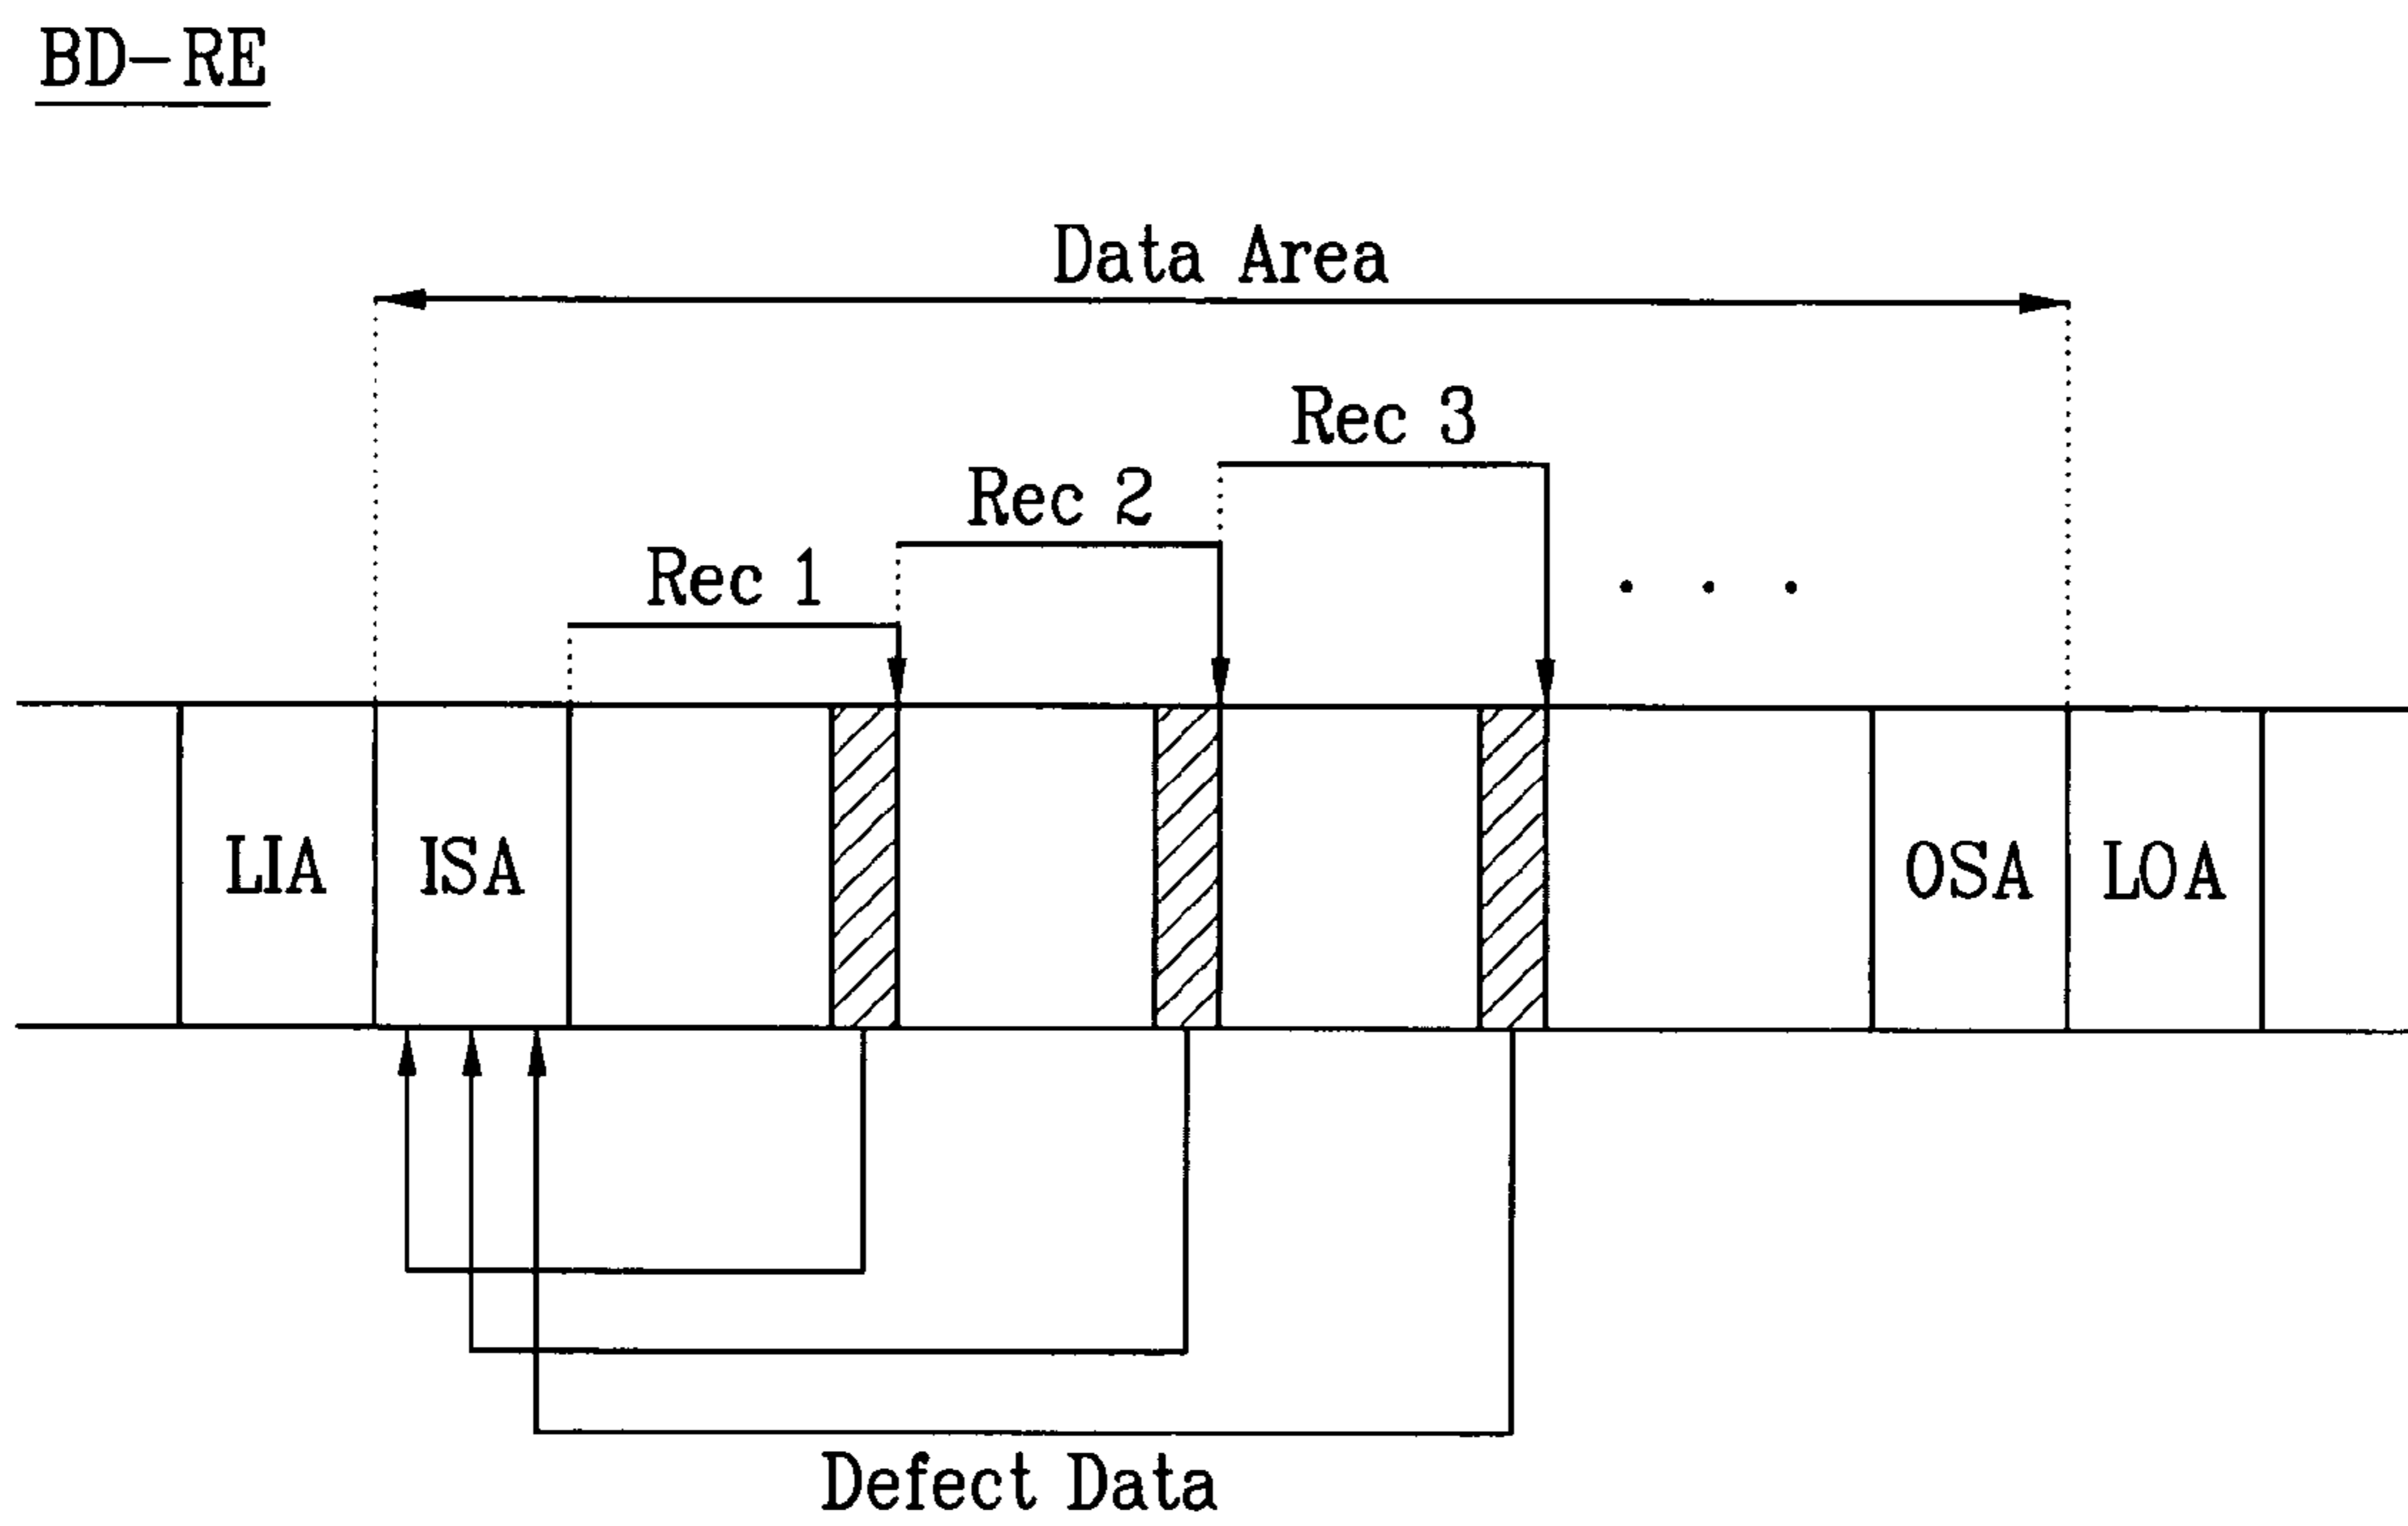 BD-RE
Data Area
Rec 3
Rec 2
Rec 1
. . .
LIA
ISA
OSA
LOA
Defect Data